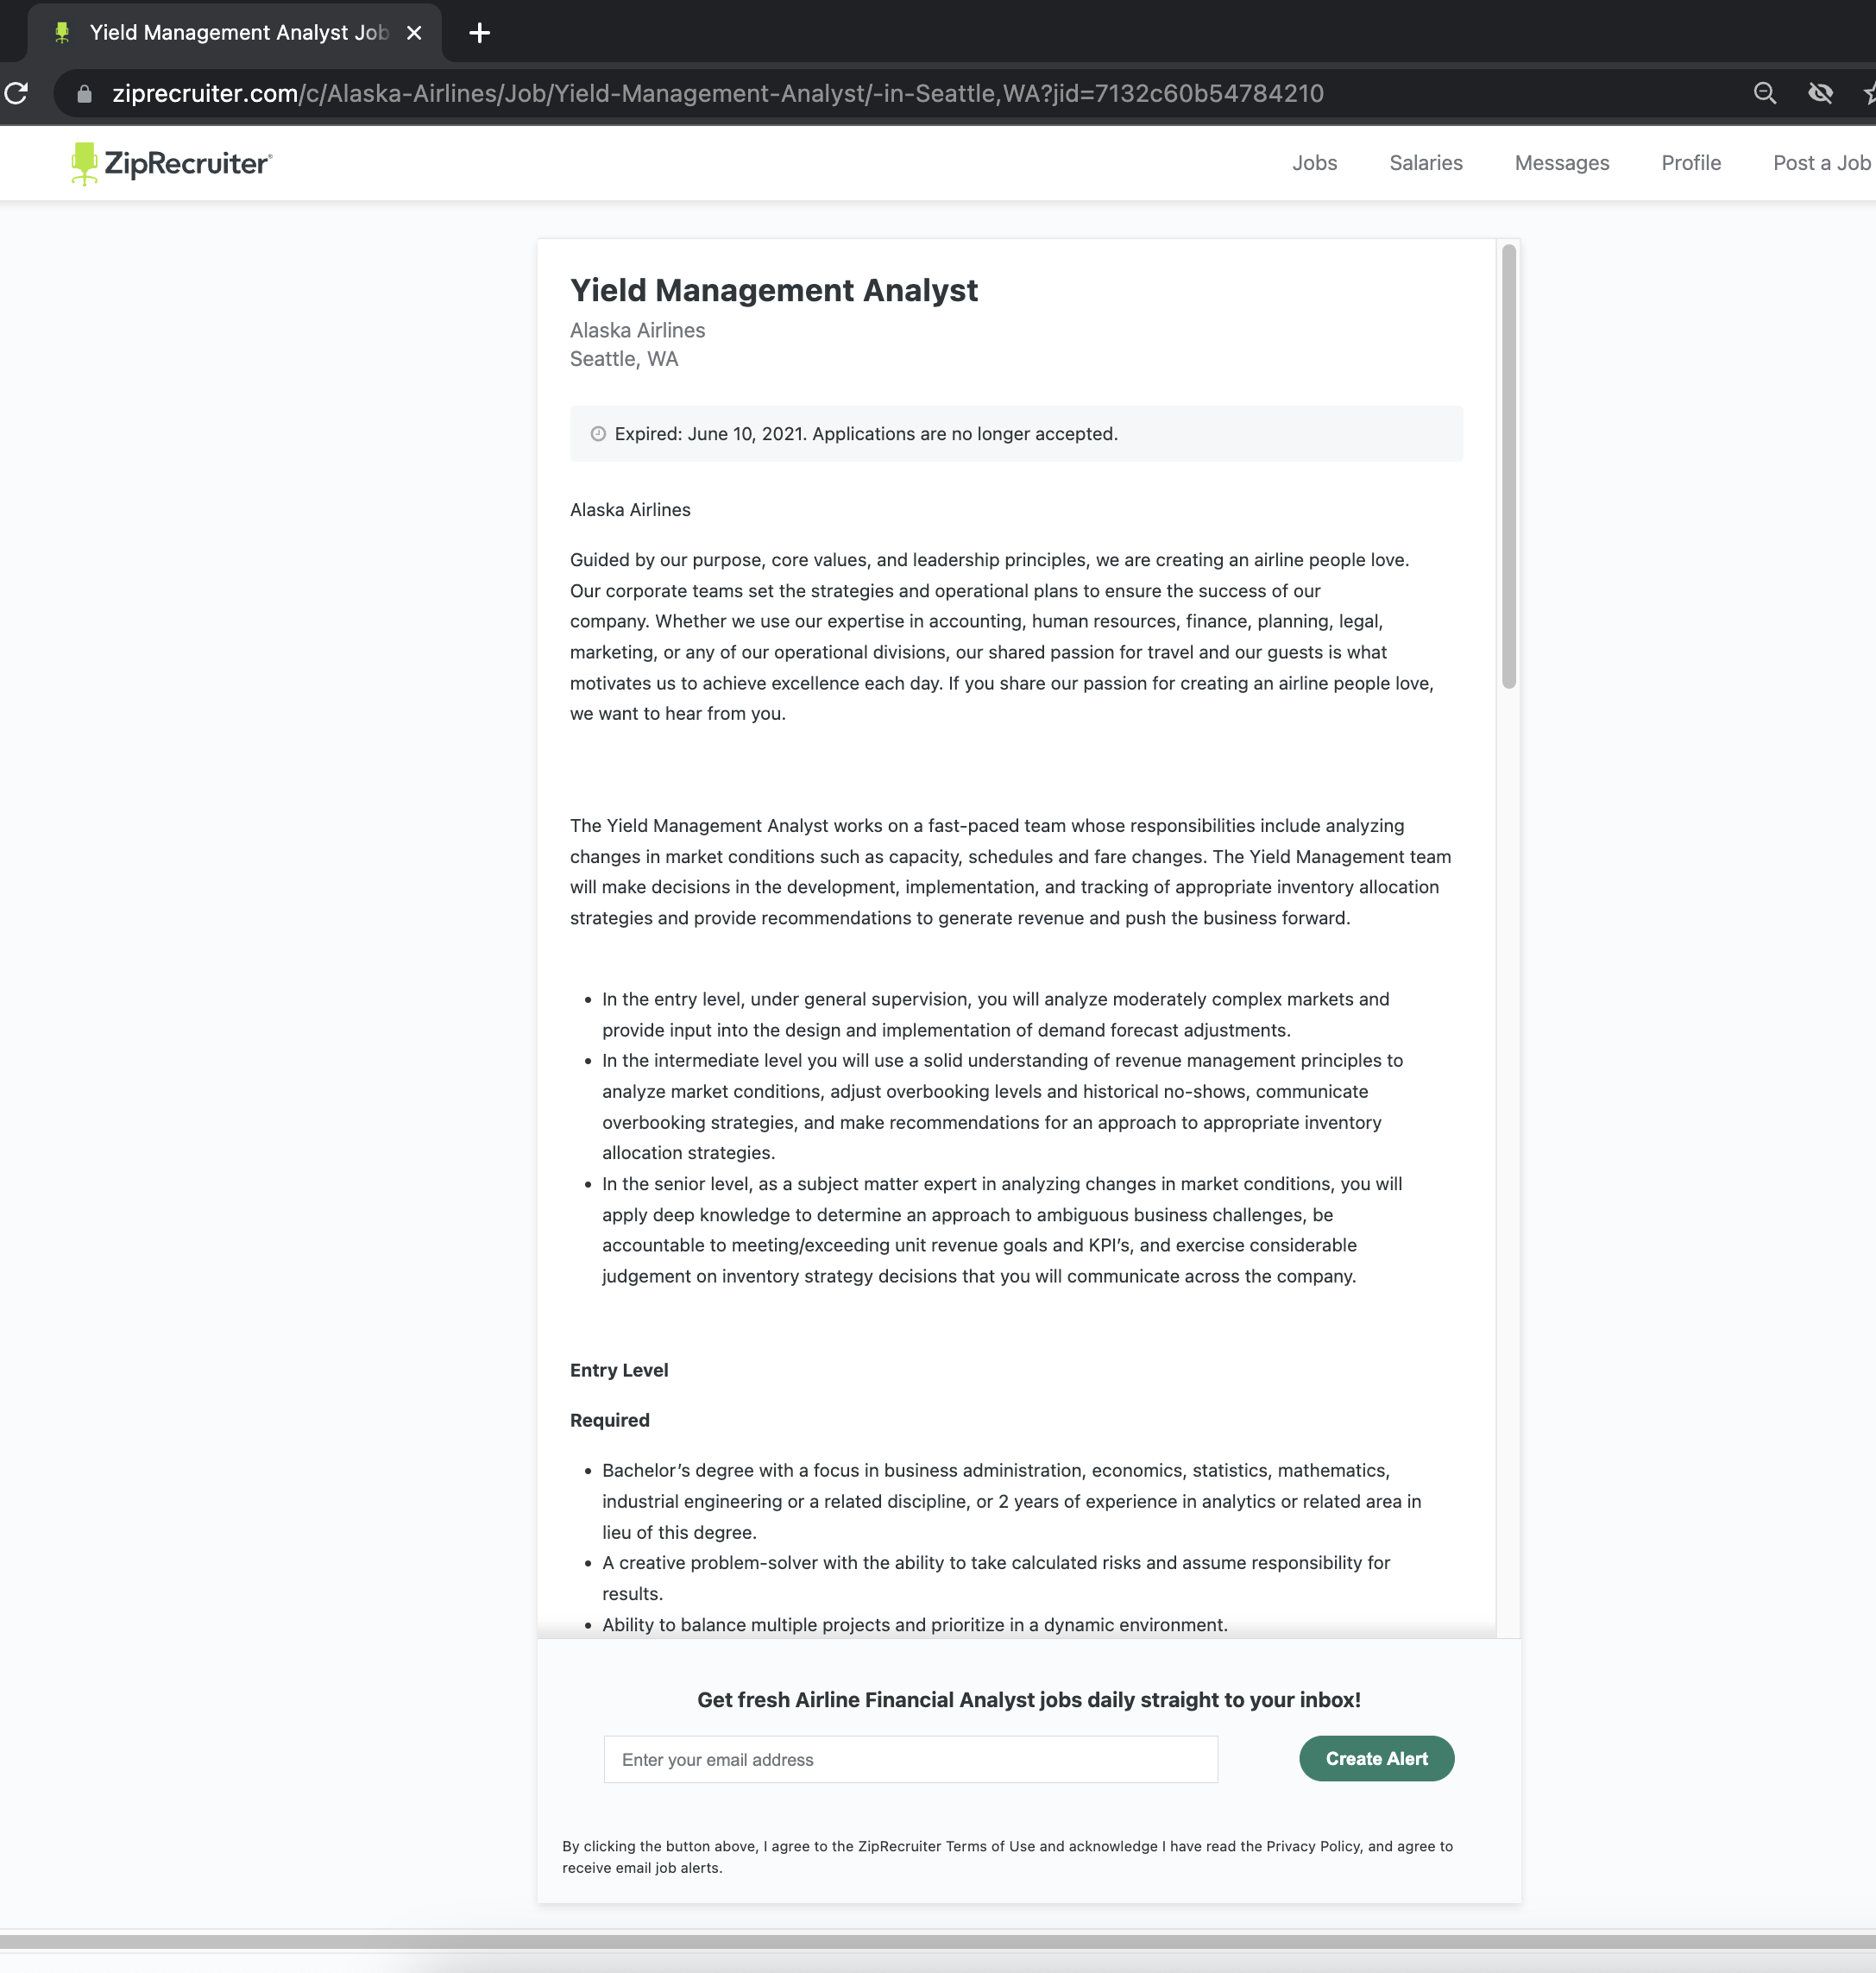 Yield Management Analyst Job
ziprecruiter.com/c/Alaska-Airlines/Job/Yield-Management-Analyst/-in-Seattle,WA?jid=7132c60b54784210
ZipRecruiter
Jobs Salaries Messages Profile Post a Job
Yield Management Analyst
Alaska Airlines
Seattle, WA
Expired: June 10, 2021. Applications are no longer accepted.
Alaska Airlines
Guided by our purpose, core values, and leadership principles, we are creating an airline people love.
Our corporate teams set the strategies and operational plans to ensure the success of our
company. Whether we use our expertise in accounting, human resources, finance, planning, legal,
marketing, or any of our operational divisions, our shared passion for travel and our guests is what
motivates us to achieve excellence each day. If you share our passion for creating an airline people love,
we want to hear from you.
The Yield Management Analyst works on a fast-paced team whose responsibilities include analyzing
changes in market conditions such as capacity, schedules and fare changes. The Yield Management team
will make decisions in the development, implementation, and tracking of appropriate inventory allocation
strategies and provide recommendations to generate revenue and push the business forward.
• In the entry level, under general supervision, you will analyze moderately complex markets and
provide input into the design and implementation of demand forecast adjustments.
• In the intermediate level you will use a solid understanding of revenue management principles to
analyze market conditions, adjust overbooking levels and historical no-shows, communicate
overbooking strategies, and make recommendations for an approach to appropriate inventory
allocation strategies.
• In the senior level, as a subject matter expert in analyzing changes in market conditions, you will
apply deep knowledge to determine an approach to ambiguous business challenges, be
accountable to meeting/exceeding unit revenue goals and KPI's, and exercise considerable
judgement on inventory strategy decisions that you will communicate across the company.
Entry Level
Required
• Bachelor's degree with a focus in business administration, economics, statistics, mathematics,
industrial engineering or a related discipline, or 2 years of experience in analytics or related area in
lieu of this degree.
• A creative problem-solver with the ability to take calculated risks and assume responsibility for
results.
• Ability to balance multiple projects and prioritize in a dynamic environment.
Get fresh Airline Financial Analyst jobs daily straight to your inbox!
Enter your email address
Create Alert
By clicking the button above, I agree to the ZipRecruiter Terms of Use and acknowledge I have read the Privacy Policy, and agree to
receive email job alerts.